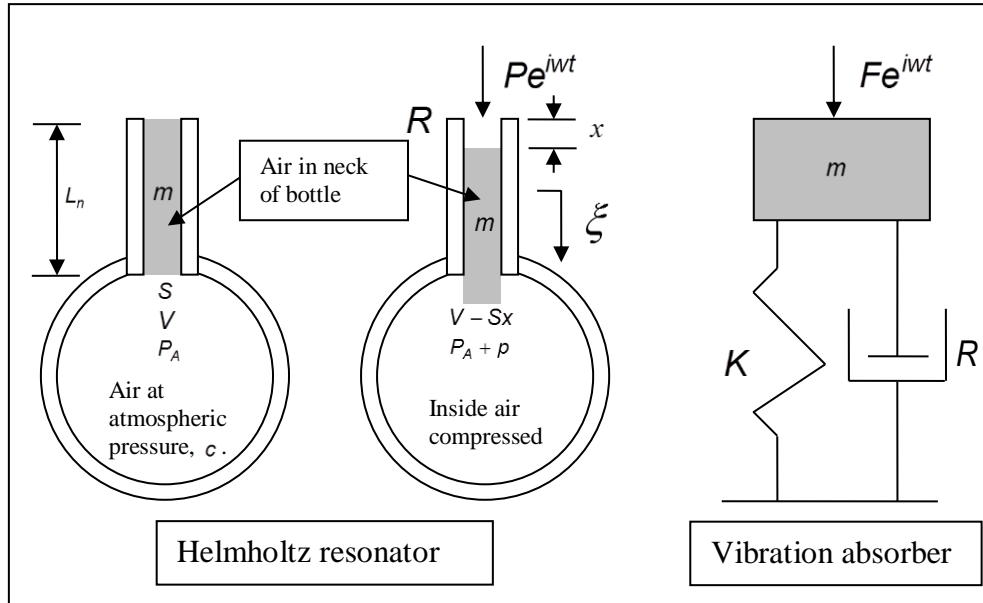 Pe^{iwt}
Fe^{iwt}
R
x
L_n
m
Air in neck
of bottle
m
ξ
m
S
V
P_A
V – Sx
P_A + p
Air at
atmospheric
pressure, c .
Inside air
compressed
K
R
Helmholtz resonator
Vibration absorber